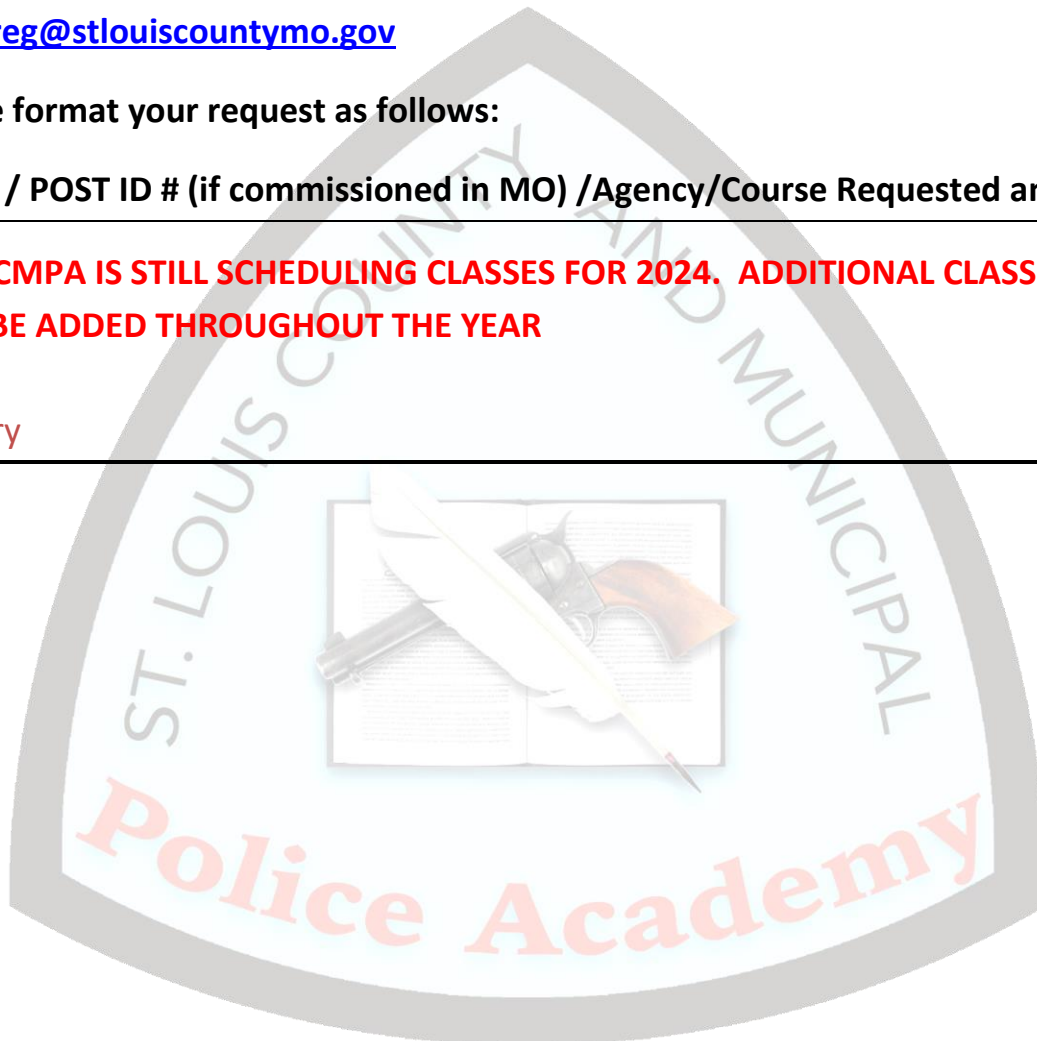 reg@stlouiscountymo.gov
e format your request as follows:
/ POST ID # (if commissioned in MO) /Agency/Course Requested ar
CMPA IS STILL SCHEDULING CLASSES FOR 2024. ADDITIONAL CLASS
BE ADDED THROUGHOUT THE YEAR
ry
ST. LOUIS COUNTY AND MUNICIPAL
Police Academy